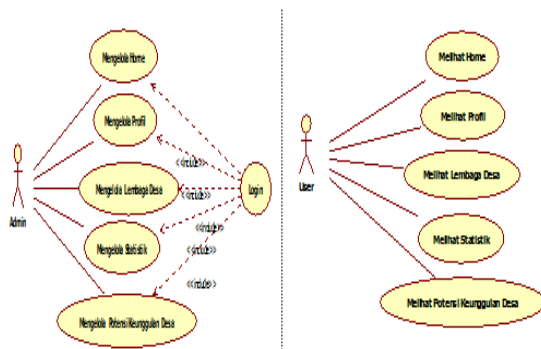 Mengelola Home
Mengelola Profil
<<include>>
Mengelola Lembaga Desa
<<include>>
Login
Admin
<<include>>
Mengelola Statistik
<<include>>
<<include>>
Mengelola Potensi Keunggulan Desa
Melihat Home
Melihat Profil
User
Melihat Lembaga Desa
Melihat Statistik
Melihat Potensi Keunggulan Desa